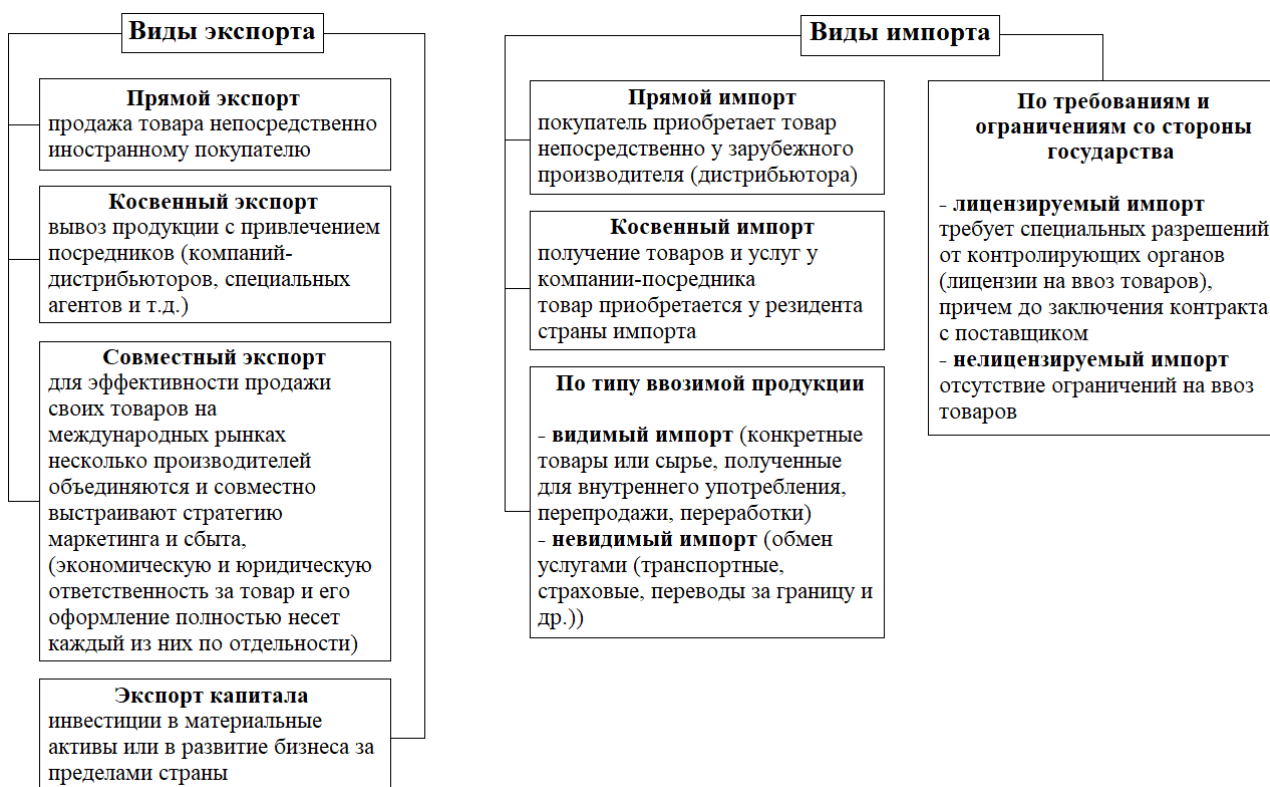 Виды экспорта
Прямой экспорт
продажа товара непосредственно
иностранному покупателю
Косвенный экспорт
вывоз продукции с привлечением
посредников (компаний-
дистрибьюторов, специальных
агентов и т.д.)
Совместный экспорт
для эффективности продажи
своих товаров на
международных рынках
несколько производителей
объединяются и совместно
выстраивают стратегию
маркетинга и сбыта,
(экономическую и юридическую
ответственность за товар и его
оформление полностью несет
каждый из них по отдельности)
Экспорт капитала
инвестиции в материальные
активы или в развитие бизнеса за
пределами страны
Виды импорта
Прямой импорт
покупатель приобретает товар
непосредственно у зарубежного
производителя (дистрибьютора)
Косвенный импорт
получение товаров и услуг у
компании-посредника
товар приобретается у резидента
страны импорта
По типу ввозимой продукции
- видимый импорт (конкретные
товары или сырье, полученные
для внутреннего употребления,
перепродажи, переработки)
- невидимый импорт (обмен
услугами (транспортные,
страховые, переводы за границу и
др.))
По требованиям и
ограничениям со стороны
государства
- лицензируемый импорт
требует специальных разрешений
от контролирующих органов
(лицензии на ввоз товаров),
причем до заключения контракта
с поставщиком
- нелицензируемый импорт
отсутствие ограничений на ввоз
товаров